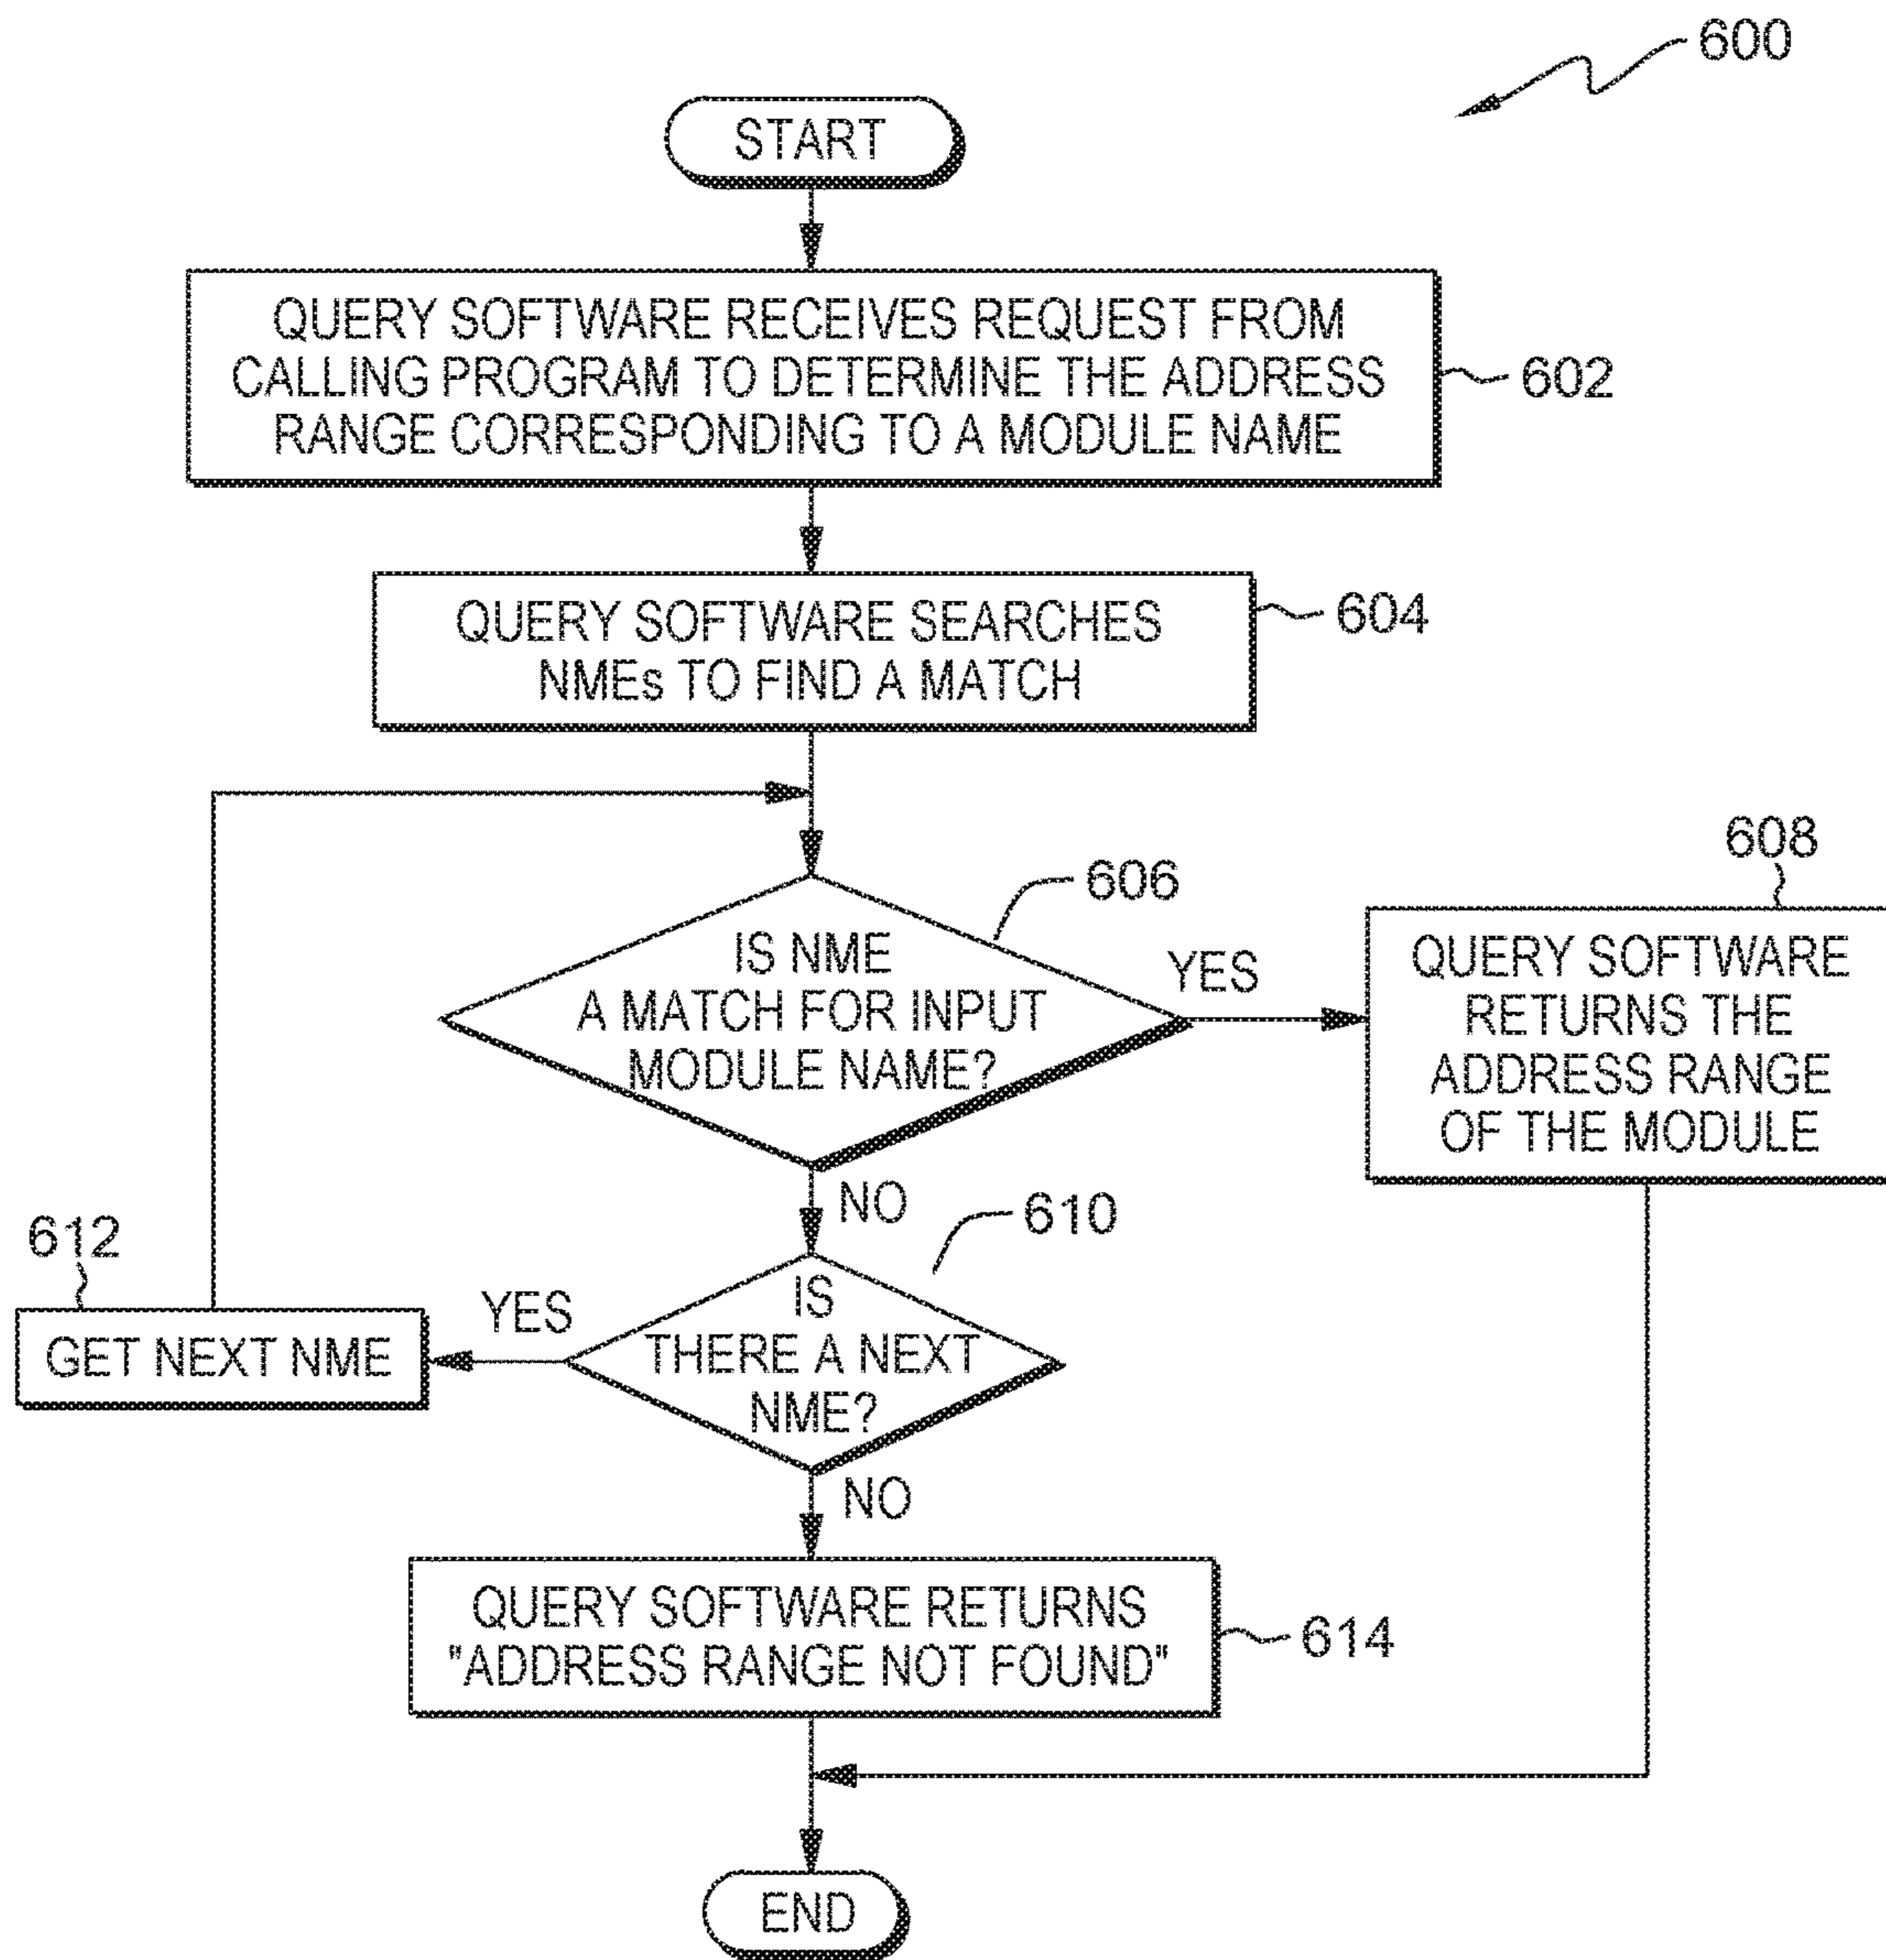 600
START
QUERY SOFTWARE RECEIVES REQUEST FROM
CALLING PROGRAM TO DETERMINE THE ADDRESS
RANGE CORRESPONDING TO A MODULE NAME
602
QUERY SOFTWARE SEARCHES
NMEs TO FIND A MATCH
604
606
IS NME
A MATCH FOR INPUT
MODULE NAME?
YES
608
QUERY SOFTWARE
RETURNS THE
ADDRESS RANGE
OF THE MODULE
NO
610
IS
THERE A NEXT
NME?
YES
612
GET NEXT NME
NO
QUERY SOFTWARE RETURNS
"ADDRESS RANGE NOT FOUND"
614
END